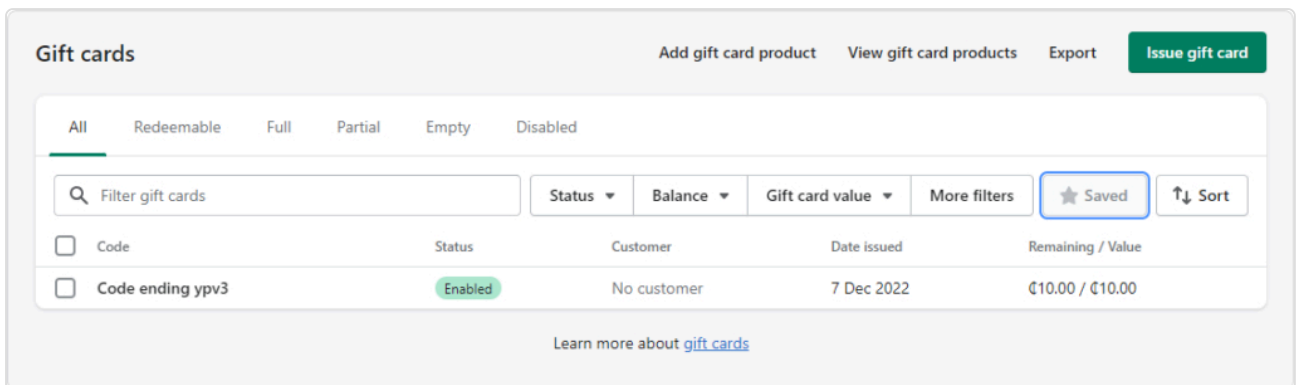 Gift cards Add gift card product View gift card products Export Issue gift card
All Redeemable Full Partial Empty Disabled
Filter gift cards Status Balance Gift card value More filters Saved Sort
Code Status Customer Date issued Remaining / Value
Code ending ypv3 Enabled No customer 7 Dec 2022 ₵10.00 / ₵10.00
Learn more about gift cards